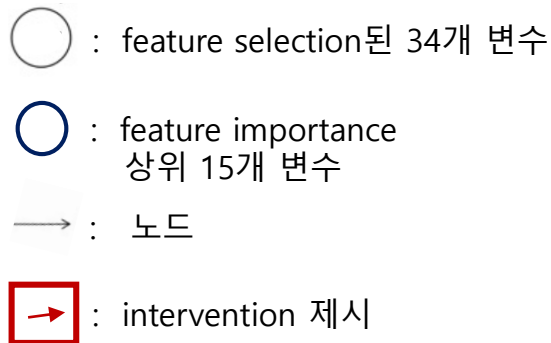 : feature selection된 34개 변수
: feature importance
상위 15개 변수
: 노드
: intervention 제시